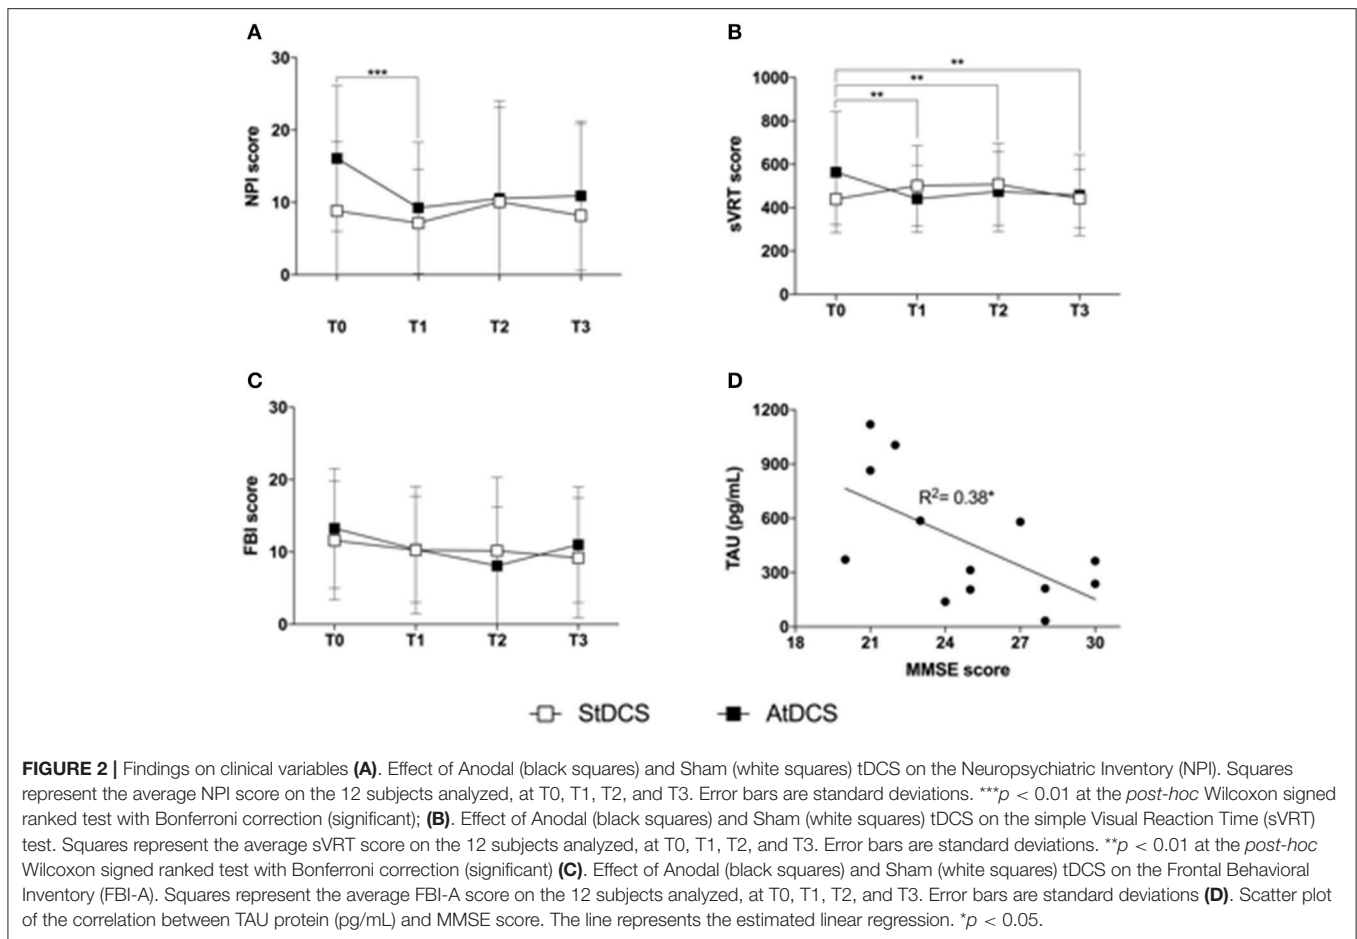 A
30
20
10
0
NPI score
***
T0 T1 T2 T3
B
1000
800
600
400
200
0
sVRT score
**
**
**
T0 T1 T2 T3
C
30
20
10
0
FBI score
T0 T1 T2 T3
D
1200
900
600
300
0
TAU (pg/mL)
R²= 0.38*
18 21 24 27 30
MMSE score
StDCS AtDCS
FIGURE 2 | Findings on clinical variables (A). Effect of Anodal (black squares) and Sham (white squares) tDCS on the Neuropsychiatric Inventory (NPI). Squares
represent the average NPI score on the 12 subjects analyzed, at T0, T1, T2, and T3. Error bars are standard deviations. ***p < 0.01 at the post-hoc Wilcoxon signed
ranked test with Bonferroni correction (significant); (B). Effect of Anodal (black squares) and Sham (white squares) tDCS on the simple Visual Reaction Time (sVRT)
test. Squares represent the average sVRT score on the 12 subjects analyzed, at T0, T1, T2, and T3. Error bars are standard deviations. **p < 0.01 at the post-hoc
Wilcoxon signed ranked test with Bonferroni correction (significant) (C). Effect of Anodal (black squares) and Sham (white squares) tDCS on the Frontal Behavioral
Inventory (FBI-A). Squares represent the average FBI-A score on the 12 subjects analyzed, at T0, T1, T2, and T3. Error bars are standard deviations (D). Scatter plot
of the correlation between TAU protein (pg/mL) and MMSE score. The line represents the estimated linear regression. *p < 0.05.